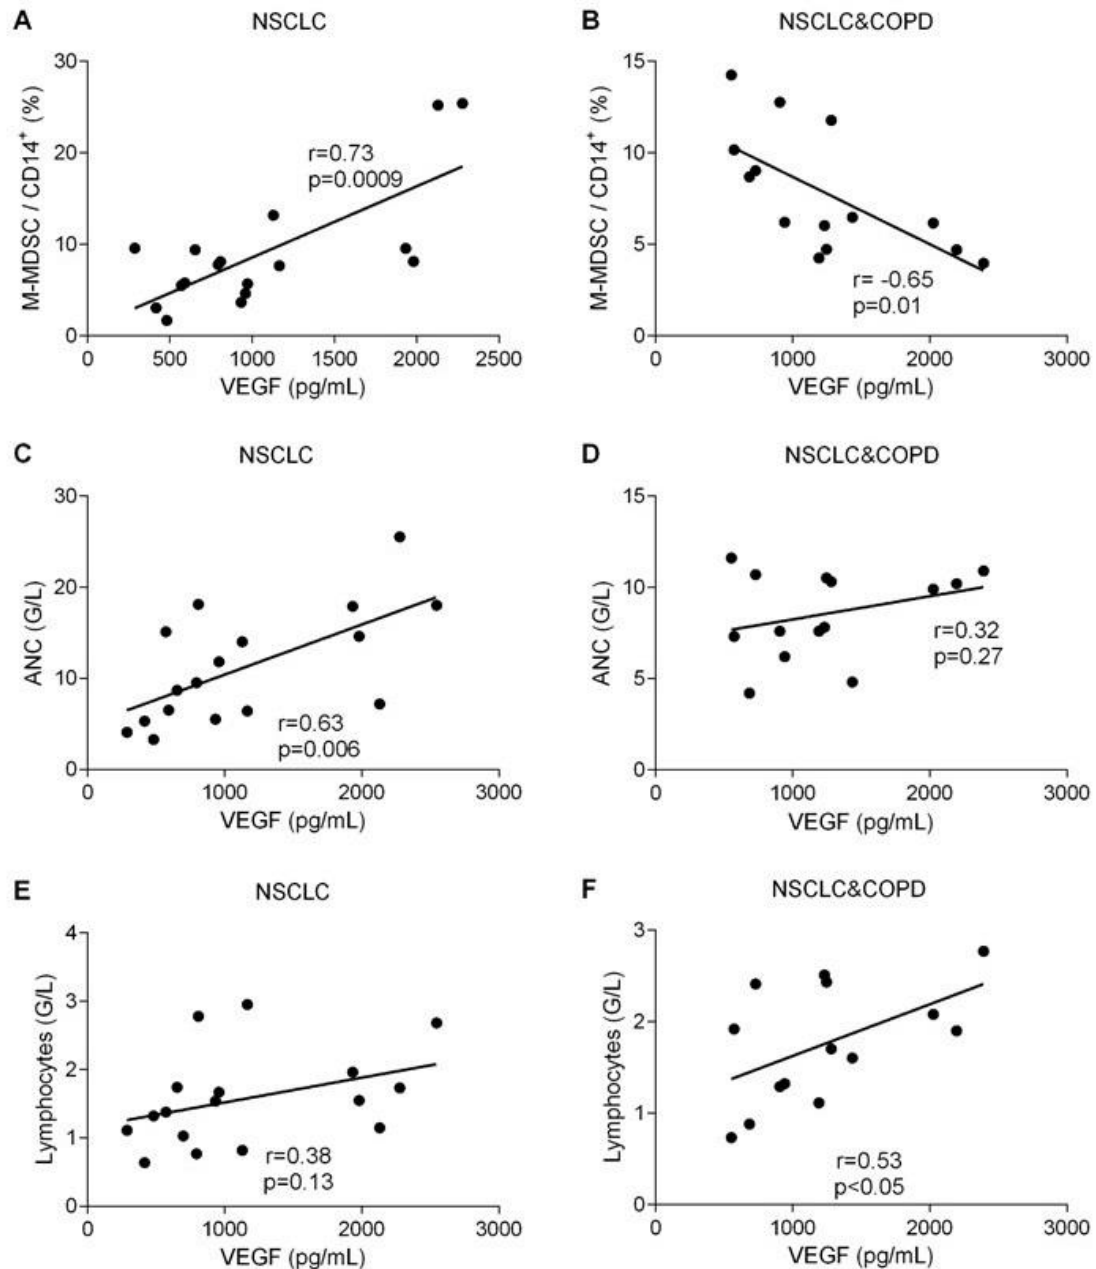 A
NSCLC
M-MDSC / CD14⁺ (%)
30
20
10
0
r=0.73
p=0.0009
0 500 1000 1500 2000 2500
VEGF (pg/mL)
B
NSCLC&COPD
M-MDSC / CD14⁺ (%)
15
10
5
0
r= -0.65
p=0.01
0 1000 2000 3000
VEGF (pg/mL)
C
NSCLC
ANC (G/L)
30
20
10
0
r=0.63
p=0.006
0 1000 2000 3000
VEGF (pg/mL)
D
NSCLC&COPD
ANC (G/L)
15
10
5
0
r=0.32
p=0.27
0 1000 2000 3000
VEGF (pg/mL)
E
NSCLC
Lymphocytes (G/L)
4
3
2
1
0
r=0.38
p=0.13
0 1000 2000 3000
VEGF (pg/mL)
F
NSCLC&COPD
Lymphocytes (G/L)
3
2
1
0
r=0.53
p<0.05
0 1000 2000 3000
VEGF (pg/mL)